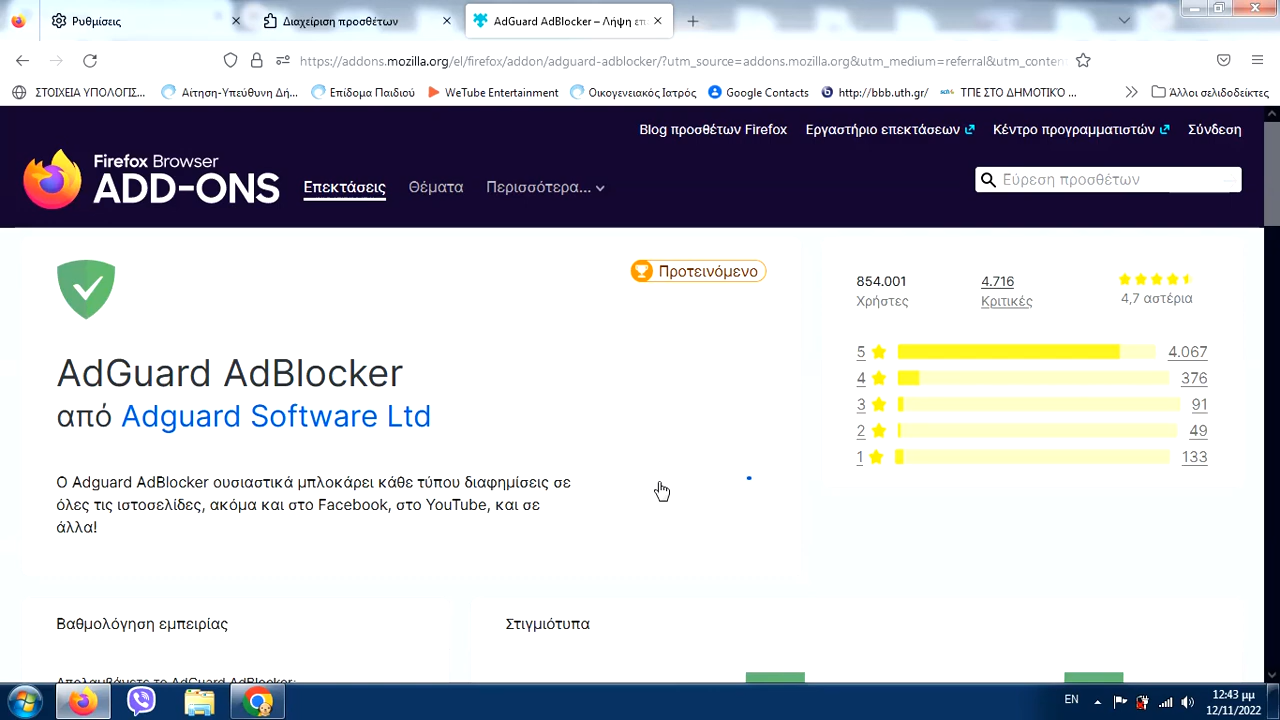 Ρυθμίσεις
Διαχείριση προσθέτων
AdGuard AdBlocker – Λήψη επ
https://addons.mozilla.org/el/firefox/addon/adguard-adblocker/?utm_source=addons.mozilla.org&utm_medium=referral&utm_conten
ΣΤΟΙΧΕΙΑ ΥΠΟΛΟΓΙΣ...
Αίτηση-Υπεύθυνη Δή...
Επίδομα Παιδιού
WeTube Entertainment
Οικογενειακός Ιατρός
Google Contacts
http://bbb.uth.gr/
ΤΠΕ ΣΤΟ ΔΗΜΟΤΙΚΌ ...
Άλλοι σελιδοδείκτες
Blog προσθέτων Firefox
Εργαστήριο επεκτάσεων
Κέντρο προγραμματιστών
Σύνδεση
Firefox Browser
ADD-ONS
Επεκτάσεις
Θέματα
Περισσότερα...
Εύρεση προσθέτων
Προτεινόμενο
AdGuard AdBlocker
από Adguard Software Ltd
Ο Adguard AdBlocker ουσιαστικά μπλοκάρει κάθε τύπου διαφημίσεις σε
όλες τις ιστοσελίδες, ακόμα και στο Facebook, στο YouTube, και σε
άλλα!
854.001
Χρήστες
4.716
Κριτικές
4,7 αστέρια
5 4.067
4 376
3 91
2 49
1 133
Βαθμολόγηση εμπειρίας
Στιγμιότυπα
Απολαμβάνετε το AdGuard AdBlocker;
EN
12:43 μμ
12/11/2022